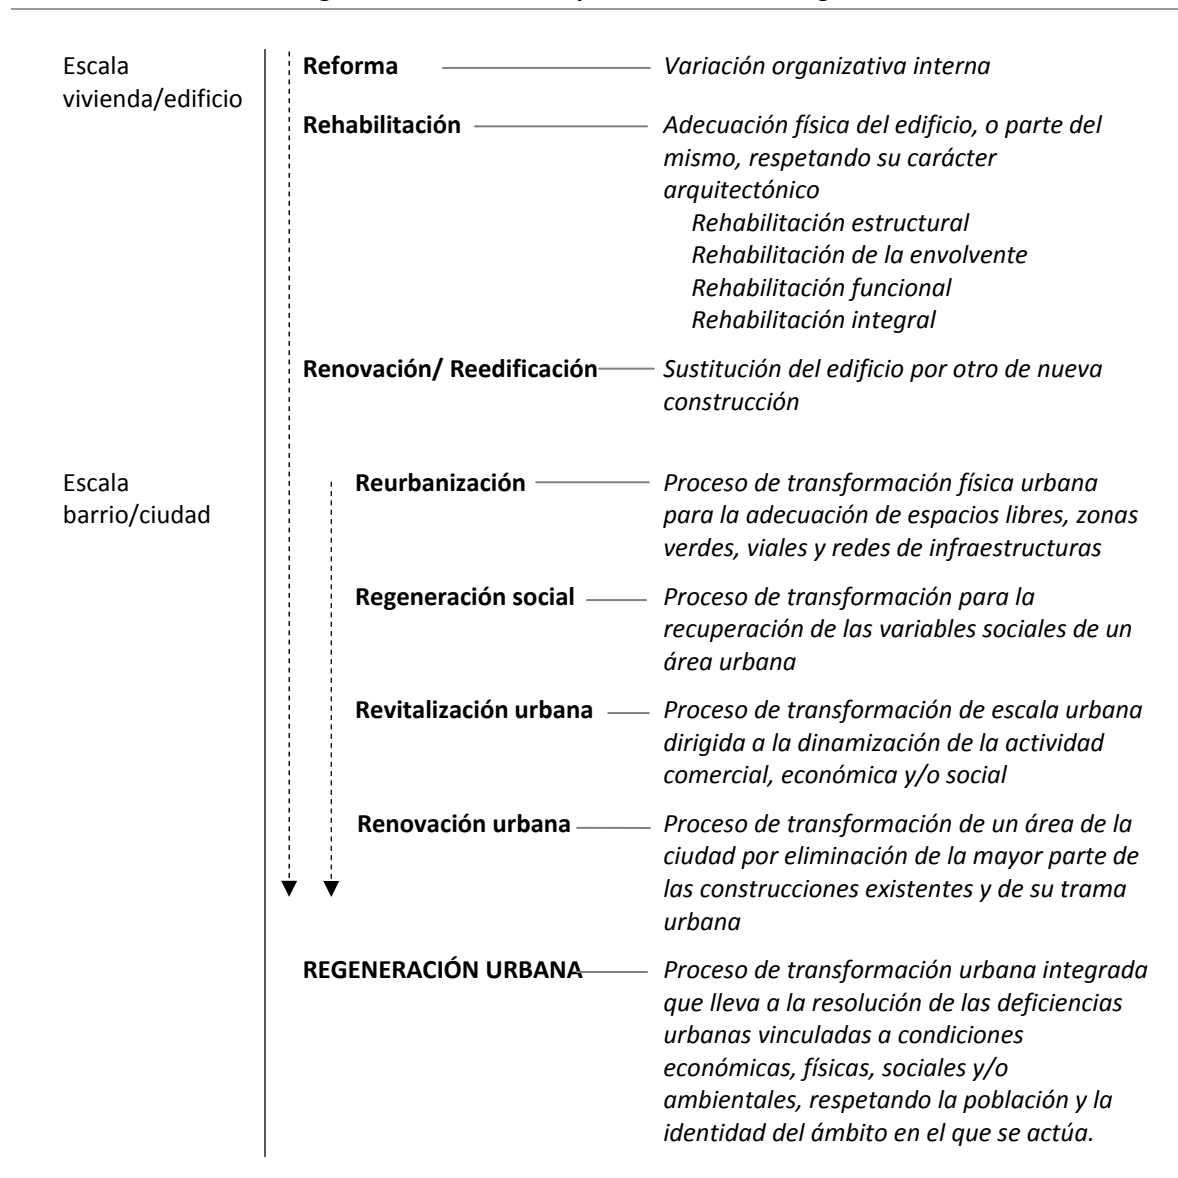 Escala
vivienda/edificio
Reforma
Variación organizativa interna
Rehabilitación
Adecuación física del edificio, o parte del
mismo, respetando su carácter
arquitectónico
Rehabilitación estructural
Rehabilitación de la envolvente
Rehabilitación funcional
Rehabilitación integral
Renovación/ Reedificación
Sustitución del edificio por otro de nueva
construcción
Escala
barrio/ciudad
Reurbanización
Proceso de transformación física urbana
para la adecuación de espacios libres, zonas
verdes, viales y redes de infraestructuras
Regeneración social
Proceso de transformación para la
recuperación de las variables sociales de un
área urbana
Revitalización urbana
Proceso de transformación de escala urbana
dirigida a la dinamización de la actividad
comercial, económica y/o social
Renovación urbana
Proceso de transformación de un área de la
ciudad por eliminación de la mayor parte de
las construcciones existentes y de su trama
urbana
REGENERACIÓN URBANA
Proceso de transformación urbana integrada
que lleva a la resolución de las deficiencias
urbanas vinculadas a condiciones
económicas, físicas, sociales y/o
ambientales, respetando la población y la
identidad del ámbito en el que se actúa.